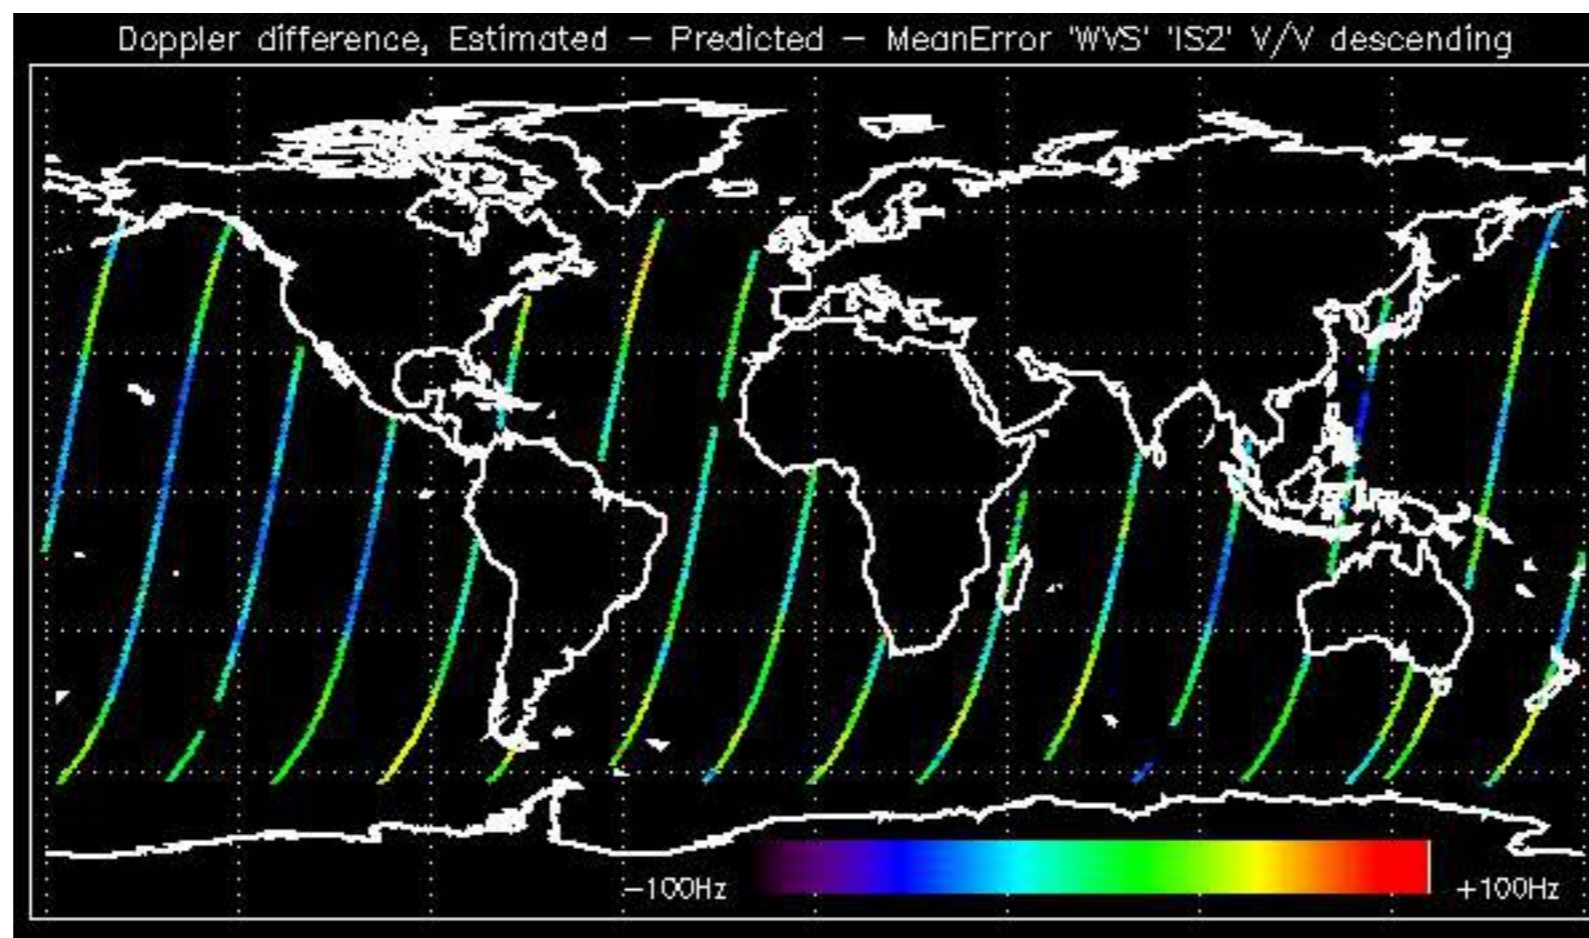 Doppler difference, Estimated – Predicted – MeanError 'WVS' 'IS2' V/V descending
-100Hz
+100Hz